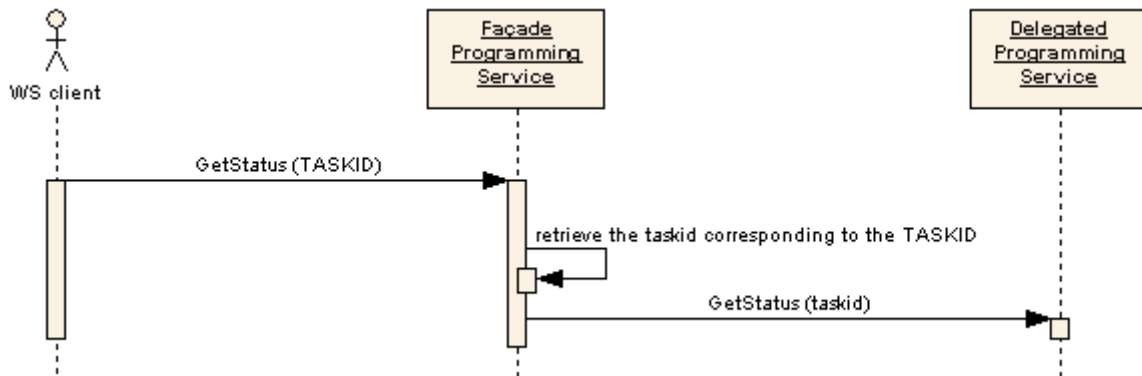 Façade
Programming
Service
Delegated
Programming
Service
WS client
GetStatus (TASKID)
retrieve the taskid corresponding to the TASKID
GetStatus (taskid)